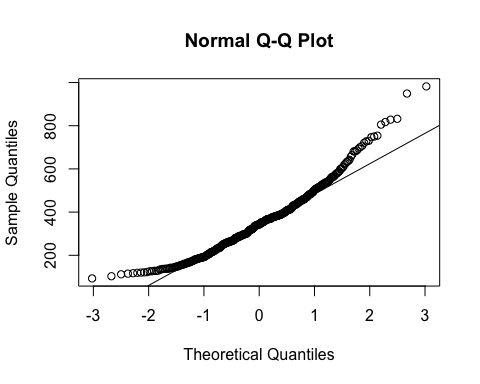 Normal Q-Q Plot
Sample Quantiles
200 400 600 800
-3 -2 -1 0 1 2 3
Theoretical Quantiles